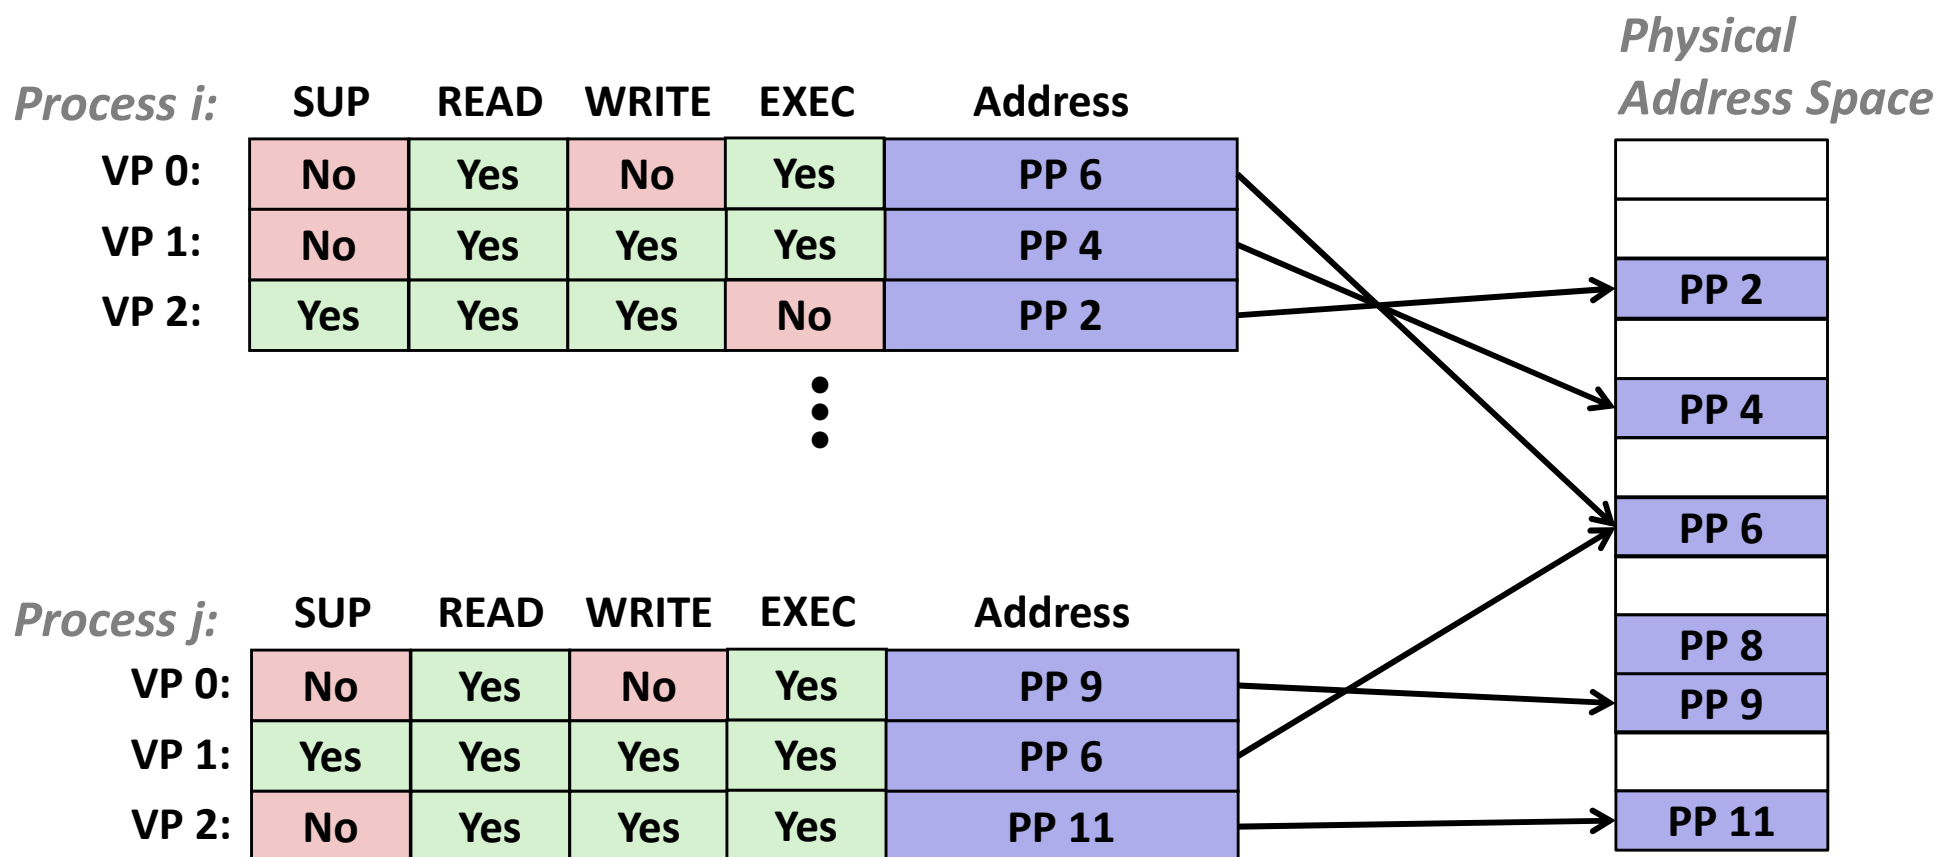 Physical
Address Space
Process i: SUP READ WRITE EXEC Address
VP 0: No Yes No Yes PP 6
VP 1: No Yes Yes Yes PP 4
VP 2: Yes Yes Yes No PP 2
PP 2
PP 4
PP 6
PP 8
PP 9
PP 11
Process j: SUP READ WRITE EXEC Address
VP 0: No Yes No Yes PP 9
VP 1: Yes Yes Yes Yes PP 6
VP 2: No Yes Yes Yes PP 11